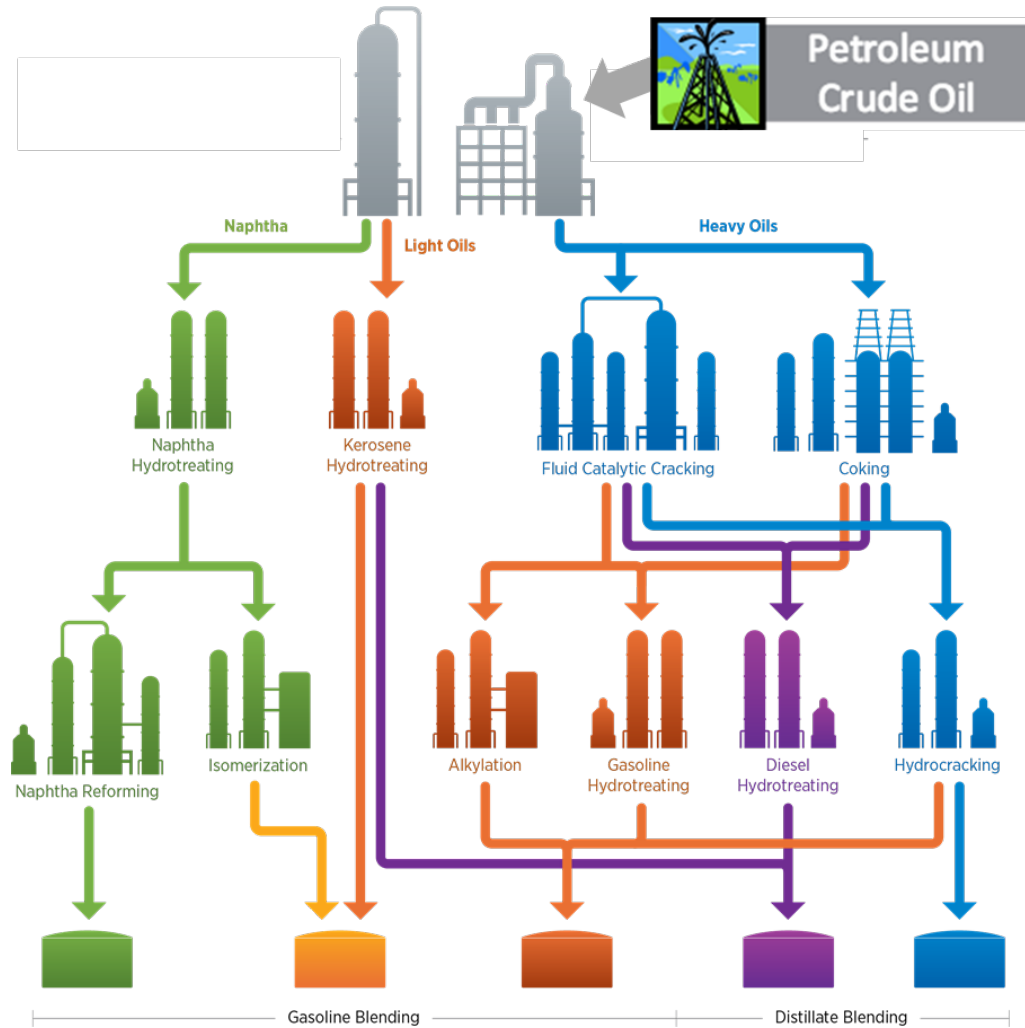 Petroleum
Crude Oil
Naphtha
Light Oils
Heavy Oils
Naphtha
Hydrotreating
Kerosene
Hydrotreating
Fluid Catalytic Cracking
Coking
Naphtha Reforming
Isomerization
Alkylation
Gasoline
Hydrotreating
Diesel
Hydrotreating
Hydrocracking
Gasoline Blending
Distillate Blending